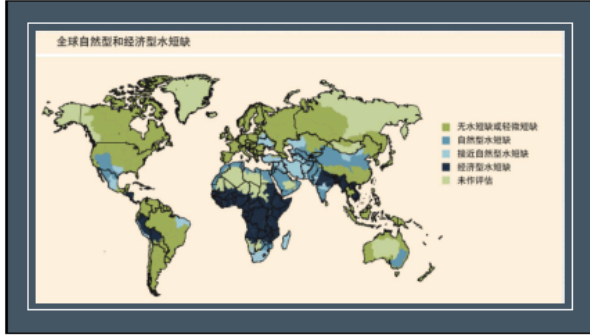 全球自然型和经济型水短缺
无水短缺或轻微短缺
自然型水短缺
接近自然型水短缺
经济型水短缺
未作评估